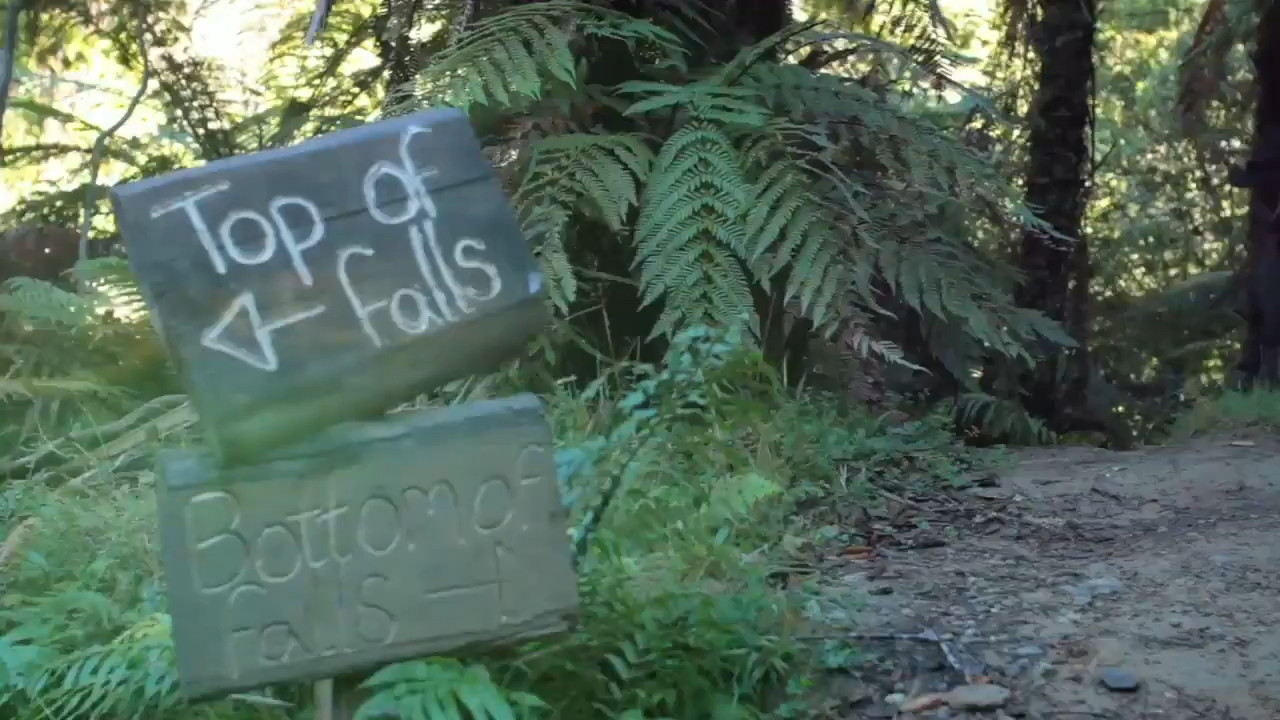 Top of
← falls
Bottom of
falls →